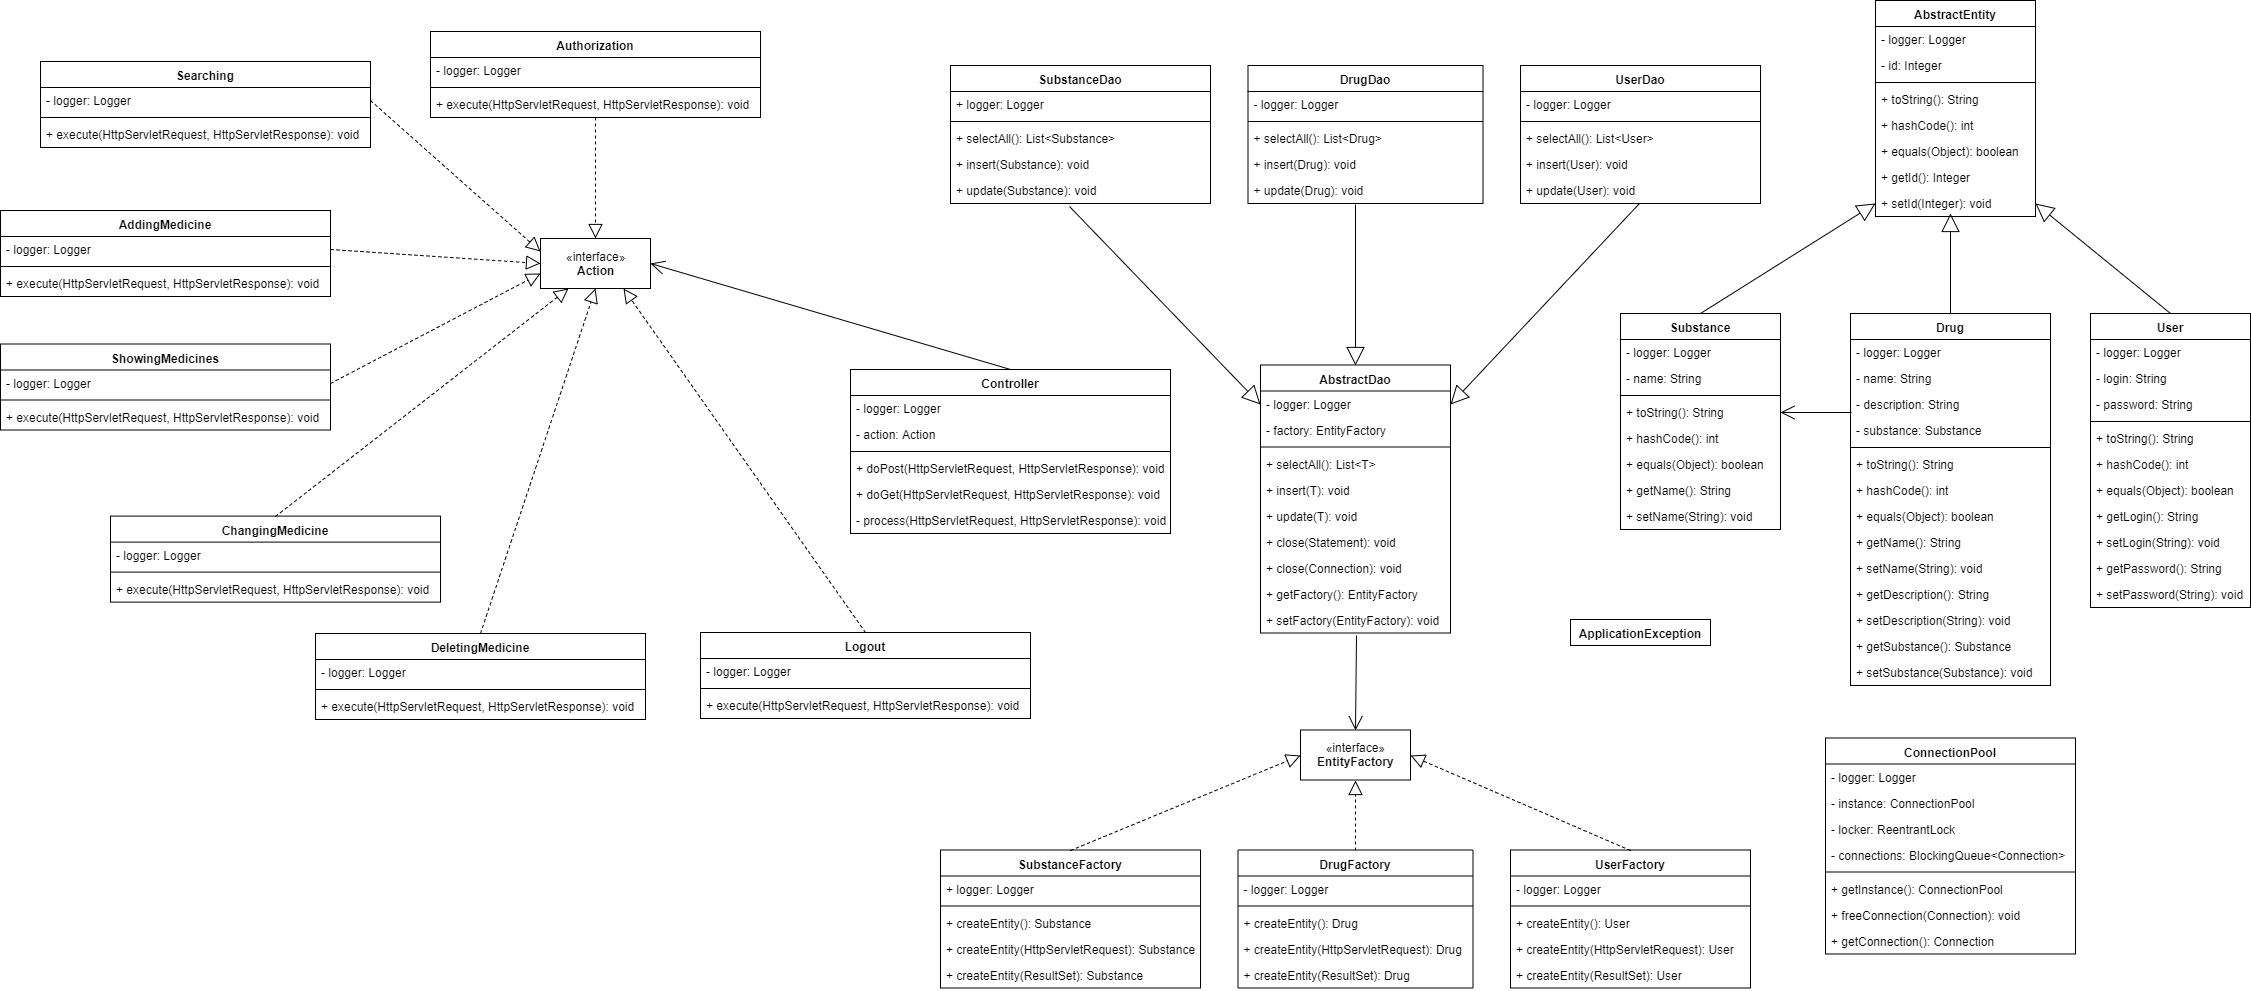 Searching
- logger: Logger
+ execute(HttpServletRequest, HttpServletResponse): void
Authorization
- logger: Logger
+ execute(HttpServletRequest, HttpServletResponse): void
AddingMedicine
- logger: Logger
+ execute(HttpServletRequest, HttpServletResponse): void
«interface»
Action
ShowingMedicines
- logger: Logger
+ execute(HttpServletRequest, HttpServletResponse): void
ChangingMedicine
- logger: Logger
+ execute(HttpServletRequest, HttpServletResponse): void
DeletingMedicine
- logger: Logger
+ execute(HttpServletRequest, HttpServletResponse): void
Logout
- logger: Logger
+ execute(HttpServletRequest, HttpServletResponse): void
Controller
- logger: Logger
- action: Action
+ doPost(HttpServletRequest, HttpServletResponse): void
+ doGet(HttpServletRequest, HttpServletResponse): void
- process(HttpServletRequest, HttpServletResponse): void
SubstanceDao
+ logger: Logger
+ selectAll(): List<Substance>
+ insert(Substance): void
+ update(Substance): void
DrugDao
- logger: Logger
+ selectAll(): List<Drug>
+ insert(Drug): void
+ update(Drug): void
UserDao
- logger: Logger
+ selectAll(): List<User>
+ insert(User): void
+ update(User): void
AbstractDao
- logger: Logger
- factory: EntityFactory
+ selectAll(): List<T>
+ insert(T): void
+ update(T): void
+ close(Statement): void
+ close(Connection): void
+ getFactory(): EntityFactory
+ setFactory(EntityFactory): void
«interface»
EntityFactory
SubstanceFactory
+ logger: Logger
+ createEntity(): Substance
+ createEntity(HttpServletRequest): Substance
+ createEntity(ResultSet): Substance
DrugFactory
- logger: Logger
+ createEntity(): Drug
+ createEntity(HttpServletRequest): Drug
+ createEntity(ResultSet): Drug
UserFactory
- logger: Logger
+ createEntity(): User
+ createEntity(HttpServletRequest): User
+ createEntity(ResultSet): User
AbstractEntity
- logger: Logger
- id: Integer
+ toString(): String
+ hashCode(): int
+ equals(Object): boolean
+ getId(): Integer
+ setId(Integer): void
Substance
- logger: Logger
- name: String
+ toString(): String
+ hashCode(): int
+ equals(Object): boolean
+ getName(): String
+ setName(String): void
Drug
- logger: Logger
- name: String
- description: String
- substance: Substance
+ toString(): String
+ hashCode(): int
+ equals(Object): boolean
+ getName(): String
+ setName(String): void
+ getDescription(): String
+ setDescription(String): void
+ getSubstance(): Substance
+ setSubstance(Substance): void
User
- logger: Logger
- login: String
- password: String
+ toString(): String
+ hashCode(): int
+ equals(Object): boolean
+ getLogin(): String
+ setLogin(String): void
+ getPassword(): String
+ setPassword(String): void
ApplicationException
ConnectionPool
- logger: Logger
- instance: ConnectionPool
- locker: ReentrantLock
- connections: BlockingQueue<Connection>
+ getInstance(): ConnectionPool
+ freeConnection(Connection): void
+ getConnection(): Connection